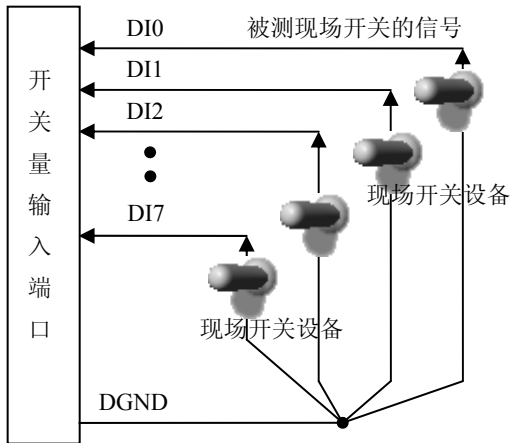 DI0 被测现场开关的信号
DI1
DI2
现场开关设备
DI7
现场开关设备
DGND
开关量输入端口